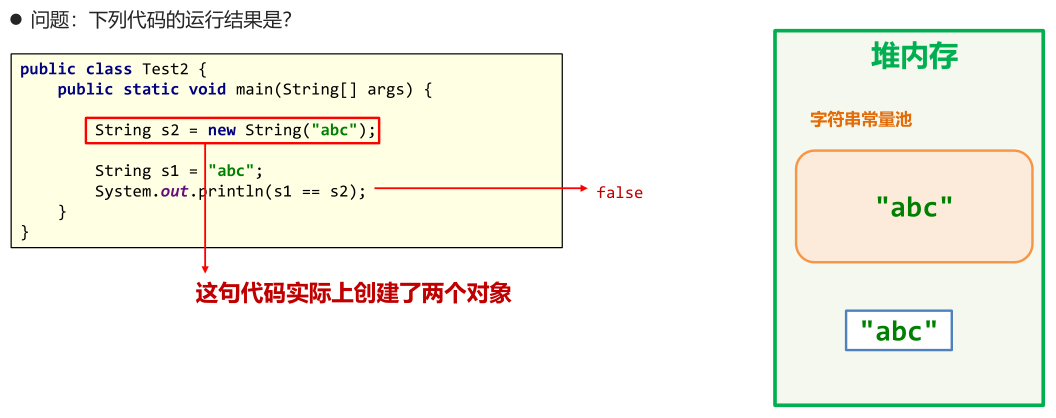 ● 问题：下列代码的运行结果是？
public class Test2 {
public static void main(String[] args) {
String s2 = new String("abc");
String s1 = "abc";
System.out.println(s1 == s2);
}
}
false
这句代码实际上创建了两个对象
堆内存
字符串常量池
"abc"
"abc"